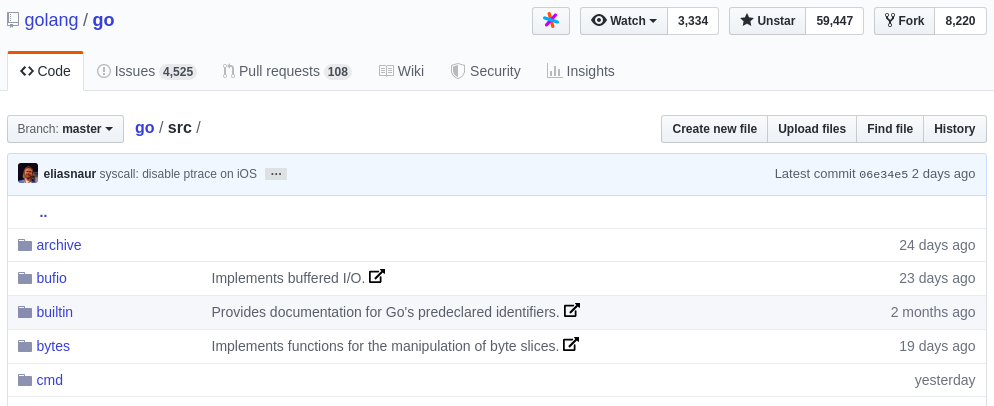 golang / go Watch 3,334 Unstar 59,447 Fork 8,220
Code Issues 4,525 Pull requests 108 Wiki Security Insights
Branch: master go / src / Create new file Upload files Find file History
eliasnaur syscall: disable ptrace on iOS ... Latest commit 06e34e5 2 days ago
..
archive 24 days ago
bufio Implements buffered I/O. 23 days ago
builtin Provides documentation for Go's predeclared identifiers. 2 months ago
bytes Implements functions for the manipulation of byte slices. 19 days ago
cmd yesterday